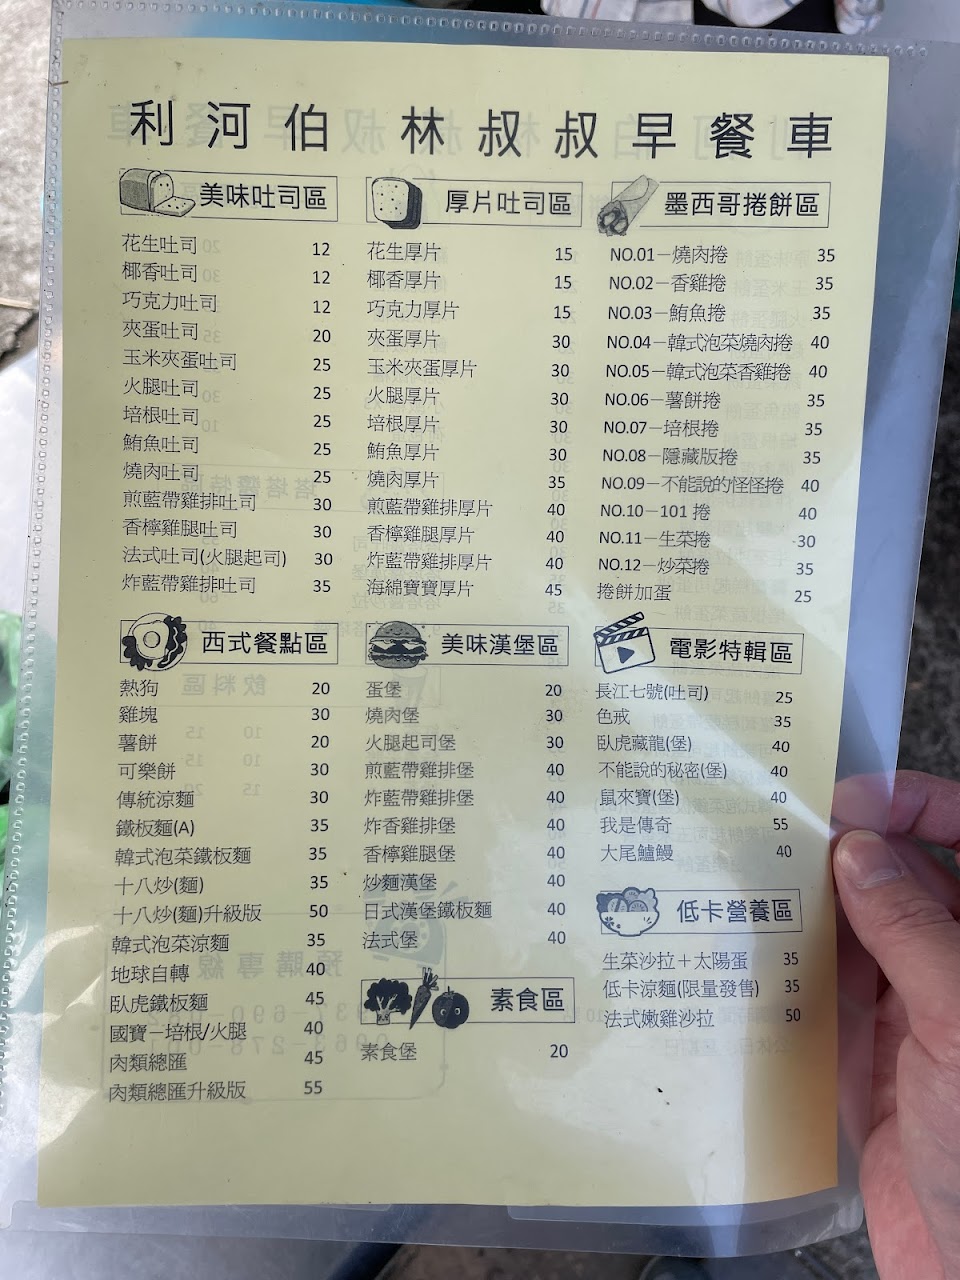 利河伯 林叔叔早餐車
美味吐司區
花生吐司 12
椰香吐司 12
巧克力吐司 12
夾蛋吐司 20
玉米夾蛋吐司 25
火腿吐司 25
培根吐司 25
鮪魚吐司 25
燒肉吐司 25
煎藍帶雞排吐司 30
香檸雞腿吐司 30
法式吐司(火腿起司) 30
炸藍帶雞排吐司 35
厚片吐司區
花生厚片 15
椰香厚片 15
巧克力厚片 15
夾蛋厚片 30
玉米夾蛋厚片 30
火腿厚片 30
培根厚片 30
鮪魚厚片 30
燒肉厚片 35
煎藍帶雞排厚片 40
香檸雞腿厚片 40
炸藍帶雞排厚片 40
海綿寶寶厚片 45
墨西哥捲餅區
NO.01－燒肉捲 35
NO.02－香雞捲 35
NO.03－鮪魚捲 35
NO.04－韓式泡菜燒肉捲 40
NO.05－韓式泡菜香雞捲 40
NO.06－薯餅捲 35
NO.07－培根捲 35
NO.08－隱藏版捲 35
NO.09－不能說的怪怪捲 40
NO.10－101 捲 40
NO.11－生菜捲 30
NO.12－炒菜捲 35
捲餅加蛋 25
西式餐點區
熱狗 20
雞塊 30
薯餅 20
可樂餅 30
傳統涼麵 30
鐵板麵(A) 35
韓式泡菜鐵板麵 35
十八炒(麵) 35
十八炒(麵)升級版 50
韓式泡菜涼麵 35
地球自轉 40
臥虎鐵板麵 45
國寶－培根/火腿 40
肉類總匯 45
肉類總匯升級版 55
美味漢堡區
蛋堡 20
燒肉堡 30
火腿起司堡 30
煎藍帶雞排堡 40
炸藍帶雞排堡 40
炸香雞排堡 40
香檸雞腿堡 40
炒麵漢堡 40
日式漢堡鐵板麵 40
法式堡 40
素食區
素食堡 20
電影特輯區
長江七號(吐司) 25
色戒 35
臥虎藏龍(堡) 40
不能說的秘密(堡) 40
鼠來寶(堡) 40
我是傳奇 55
大尾鱸鰻 40
低卡營養區
生菜沙拉＋太陽蛋 35
低卡涼麵(限量發售) 35
法式嫩雞沙拉 50